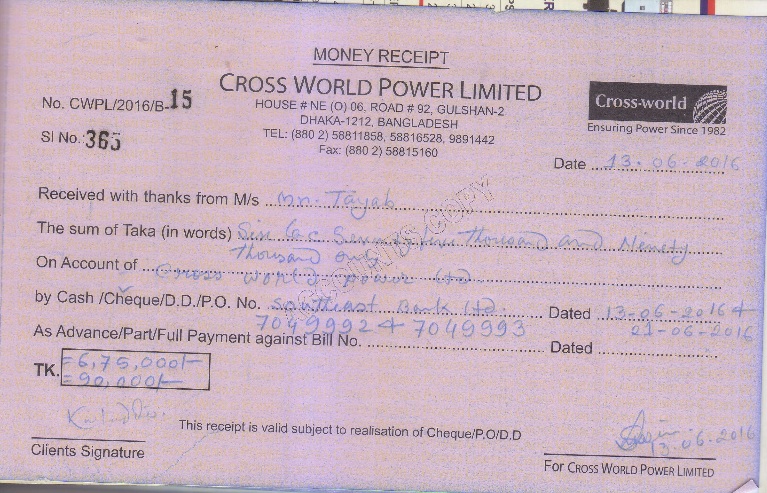 MONEY RECEIPT
CROSS WORLD POWER LIMITED
HOUSE # NE (O) 06, ROAD # 92, GULSHAN-2
DHAKA-1212, BANGLADESH
TEL: (880 2) 58811858, 58816528, 9891442
Fax: (880 2) 58815160
No. CWPL/2016/B-15
Sl No. 365
Cross-world
Ensuring Power Since 1982
Date 13-06-2016
Received with thanks from M/s Mr. Tayab
The sum of Taka (in words) Six Lac Seventy five Thousand and Ninety
Thousand only
On Account of Cross World Power Ltd.
by Cash /Cheque/D.D./P.O. No. Southeast Bank Ltd. Dated 13-06-2016 +
7049992 + 7049993 21-06-2016
As Advance/Part/Full Payment against Bill No. Dated
TK. =6,75,000/-
=90,000/-
This receipt is valid subject to realisation of Cheque/P.O/D.D
13-06-2016
Clients Signature
For CROSS WORLD POWER LIMITED